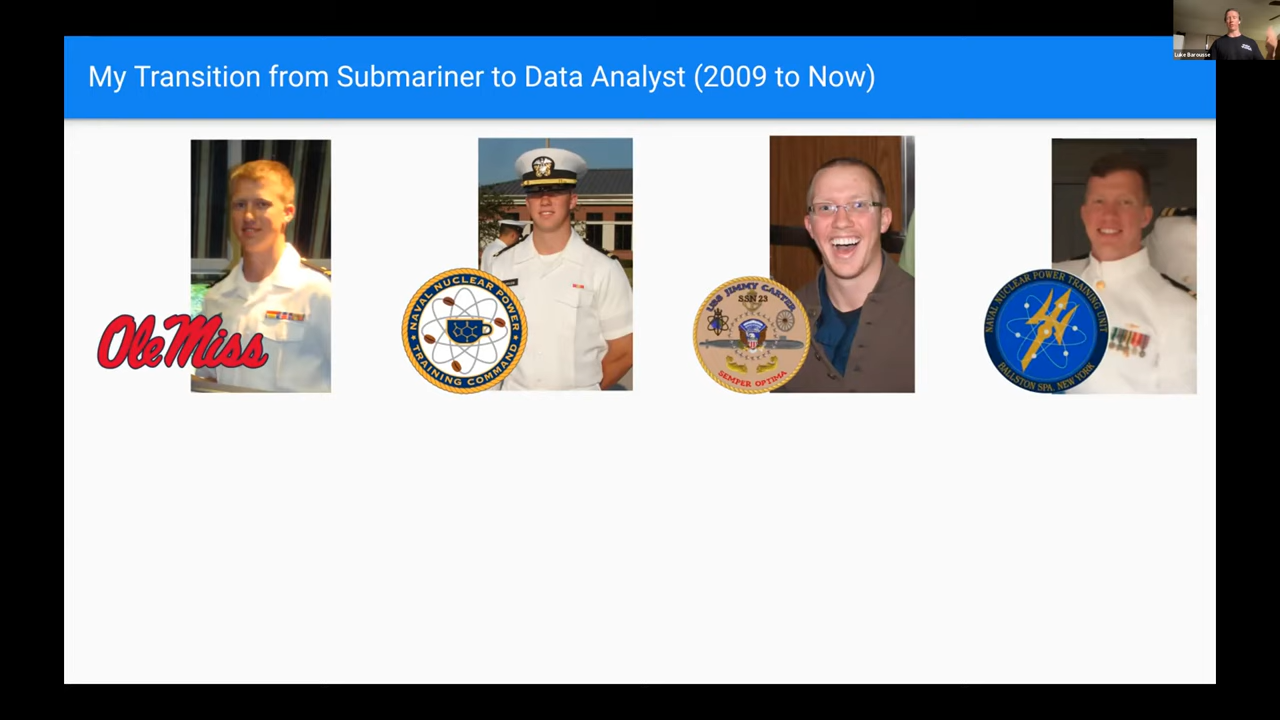 Luke Barousse
My Transition from Submariner to Data Analyst (2009 to Now)
Ole Miss
NAVAL NUCLEAR POWER
TRAINING COMMAND
USS JIMMY CARTER
SSN 23
SEMPER OPTIMA
NAVAL NUCLEAR POWER TRAINING UNIT
BALLSTON SPA, NEW YORK